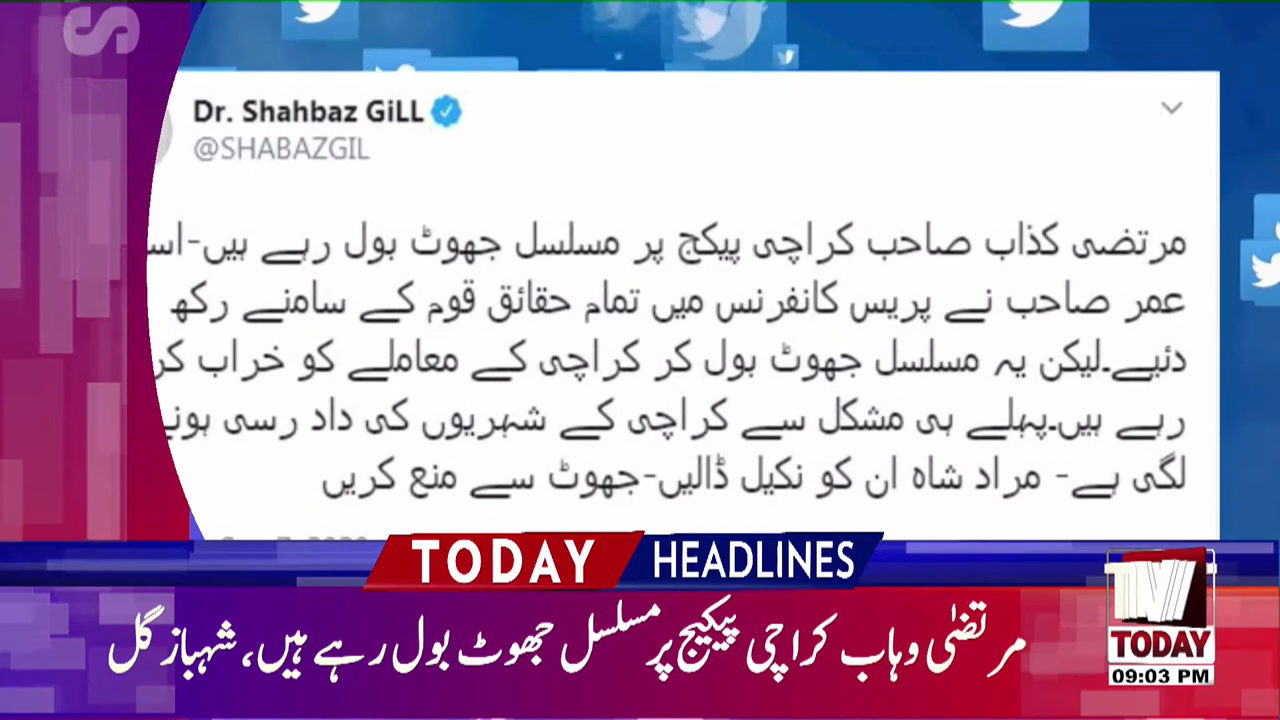 Dr. Shahbaz GiLL
@SHABAZGIL
مرتضی کذاب صاحب کراچی پیکج پر مسلسل جھوٹ بول رہے ہیں-اس
عمر صاحب نے پریس کانفرنس میں تمام حقائق قوم کے سامنے رکھ
دئیے۔لیکن یہ مسلسل جھوٹ بول کر کراچی کے معاملے کو خراب کر
رہے ہیں۔پہلے ہی مشکل سے کراچی کے شہریوں کی داد رسی ہونے
لگی ہے- مراد شاہ ان کو نکیل ڈالیں-جھوٹ سے منع کریں
TODAY HEADLINES
مرتضیٰ وہاب کراچی پیکیج پر مسلسل جھوٹ بول رہے ہیں، شہباز گل
TODAY
09:03 PM